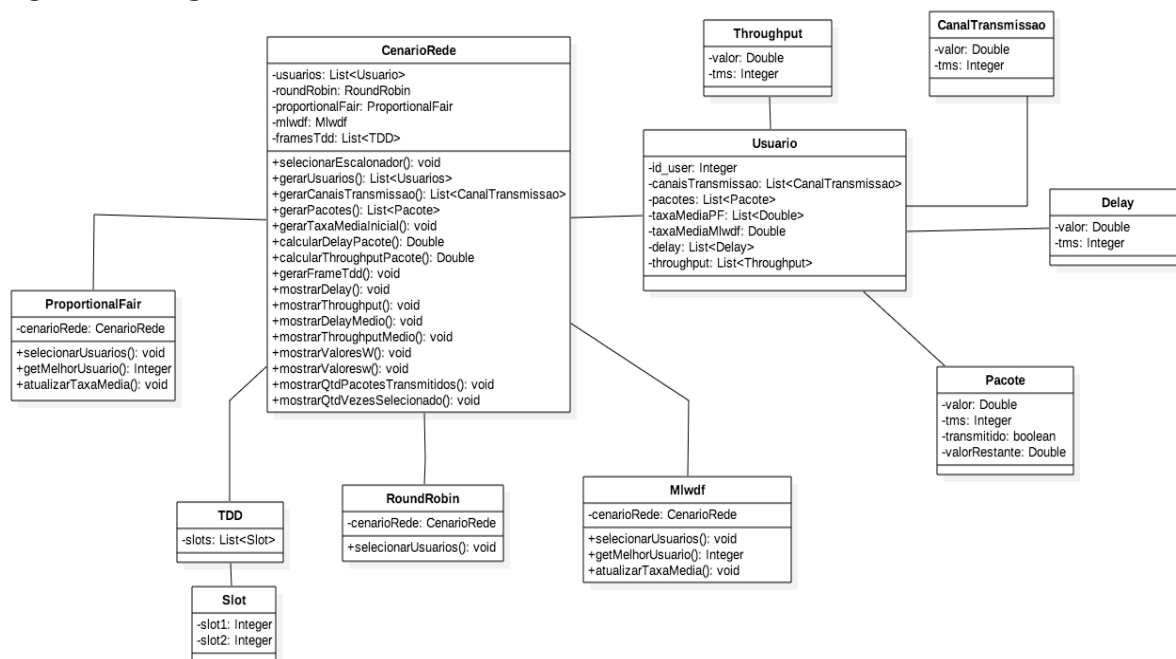 CenarioRede
-usuarios: List<Usuario>
-roundRobin: RoundRobin
-proportionalFair: ProportionalFair
-mlwdf: Mlwdf
-framesTdd: List<TDD>
+selecionarEscalonador(): void
+gerarUsuarios(): List<Usuarios>
+gerarCanaisTransmissao(): List<CanalTransmissao>
+gerarPacotes(): List<Pacote>
+gerarTaxaMediaInicial(): void
+calcularDelayPacote(): Double
+calcularThroughputPacote(): Double
+gerarFrameTdd(): void
+mostrarDelay(): void
+mostrarThroughput(): void
+mostrarDelayMedio(): void
+mostrarThroughputMedio(): void
+mostrarValoresW(): void
+mostrarValoresw(): void
+mostrarQtdPacotesTransmitidos(): void
+mostrarQtdVezesSelecionado(): void
Throughput
-valor: Double
-tms: Integer
CanalTransmissao
-valor: Double
-tms: Integer
Usuario
-id_user: Integer
-canaisTransmissao: List<CanalTransmissao>
-pacotes: List<Pacote>
-taxaMediaPF: List<Double>
-taxaMediaMlwdf: Double
-delay: List<Delay>
-throughput: List<Throughput>
Delay
-valor: Double
-tms: Integer
ProportionalFair
-cenarioRede: CenarioRede
+selecionarUsuarios(): void
+getMelhorUsuario(): Integer
+atualizarTaxaMedia(): void
Pacote
-valor: Double
-tms: Integer
-transmitido: boolean
-valorRestante: Double
TDD
-slots: List<Slot>
RoundRobin
-cenarioRede: CenarioRede
+selecionarUsuarios(): void
Mlwdf
-cenarioRede: CenarioRede
+selecionarUsuarios(): void
+getMelhorUsuario(): Integer
+atualizarTaxaMedia(): void
Slot
-slot1: Integer
-slot2: Integer